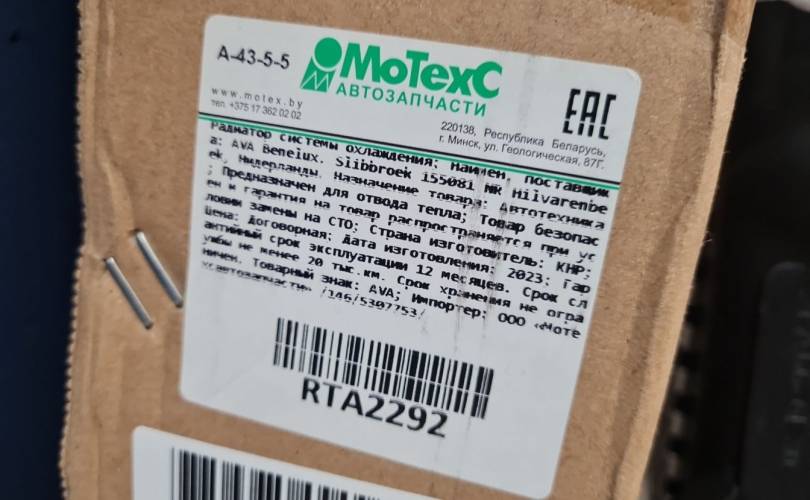 А-43-5-5
МоТехС
АВТОЗАПЧАСТИ
EAC
www.motex.by
тел. +375 17 362 02 02
220138, Республика Беларусь,
г. Минск, ул. Геологическая, 87Г.
Радиатор системы охлаждения; Наимен. поставщик
а: AVA Benelux. Slibbroek 155081 NR Hilvarenbe
ek, Нидерланды. Назначение товара: Автотехника
; Предназначен для отвода тепла; Товар безопас
ен и гарантия на товар распространяется при ус
ловии замены на СТО; Страна изготовитель: КНР;
Цена: Договорная; Дата изготовления: 2023; Гар
антийный срок эксплуатации 12 месяцев. Срок сл
ужбы не менее 20 тыс.км. Срок хранения не огра
ничен. Товарный знак: AVA; Импортер: ООО «Моте
хсавтозапчасти» /146/5307753/
RTA2292